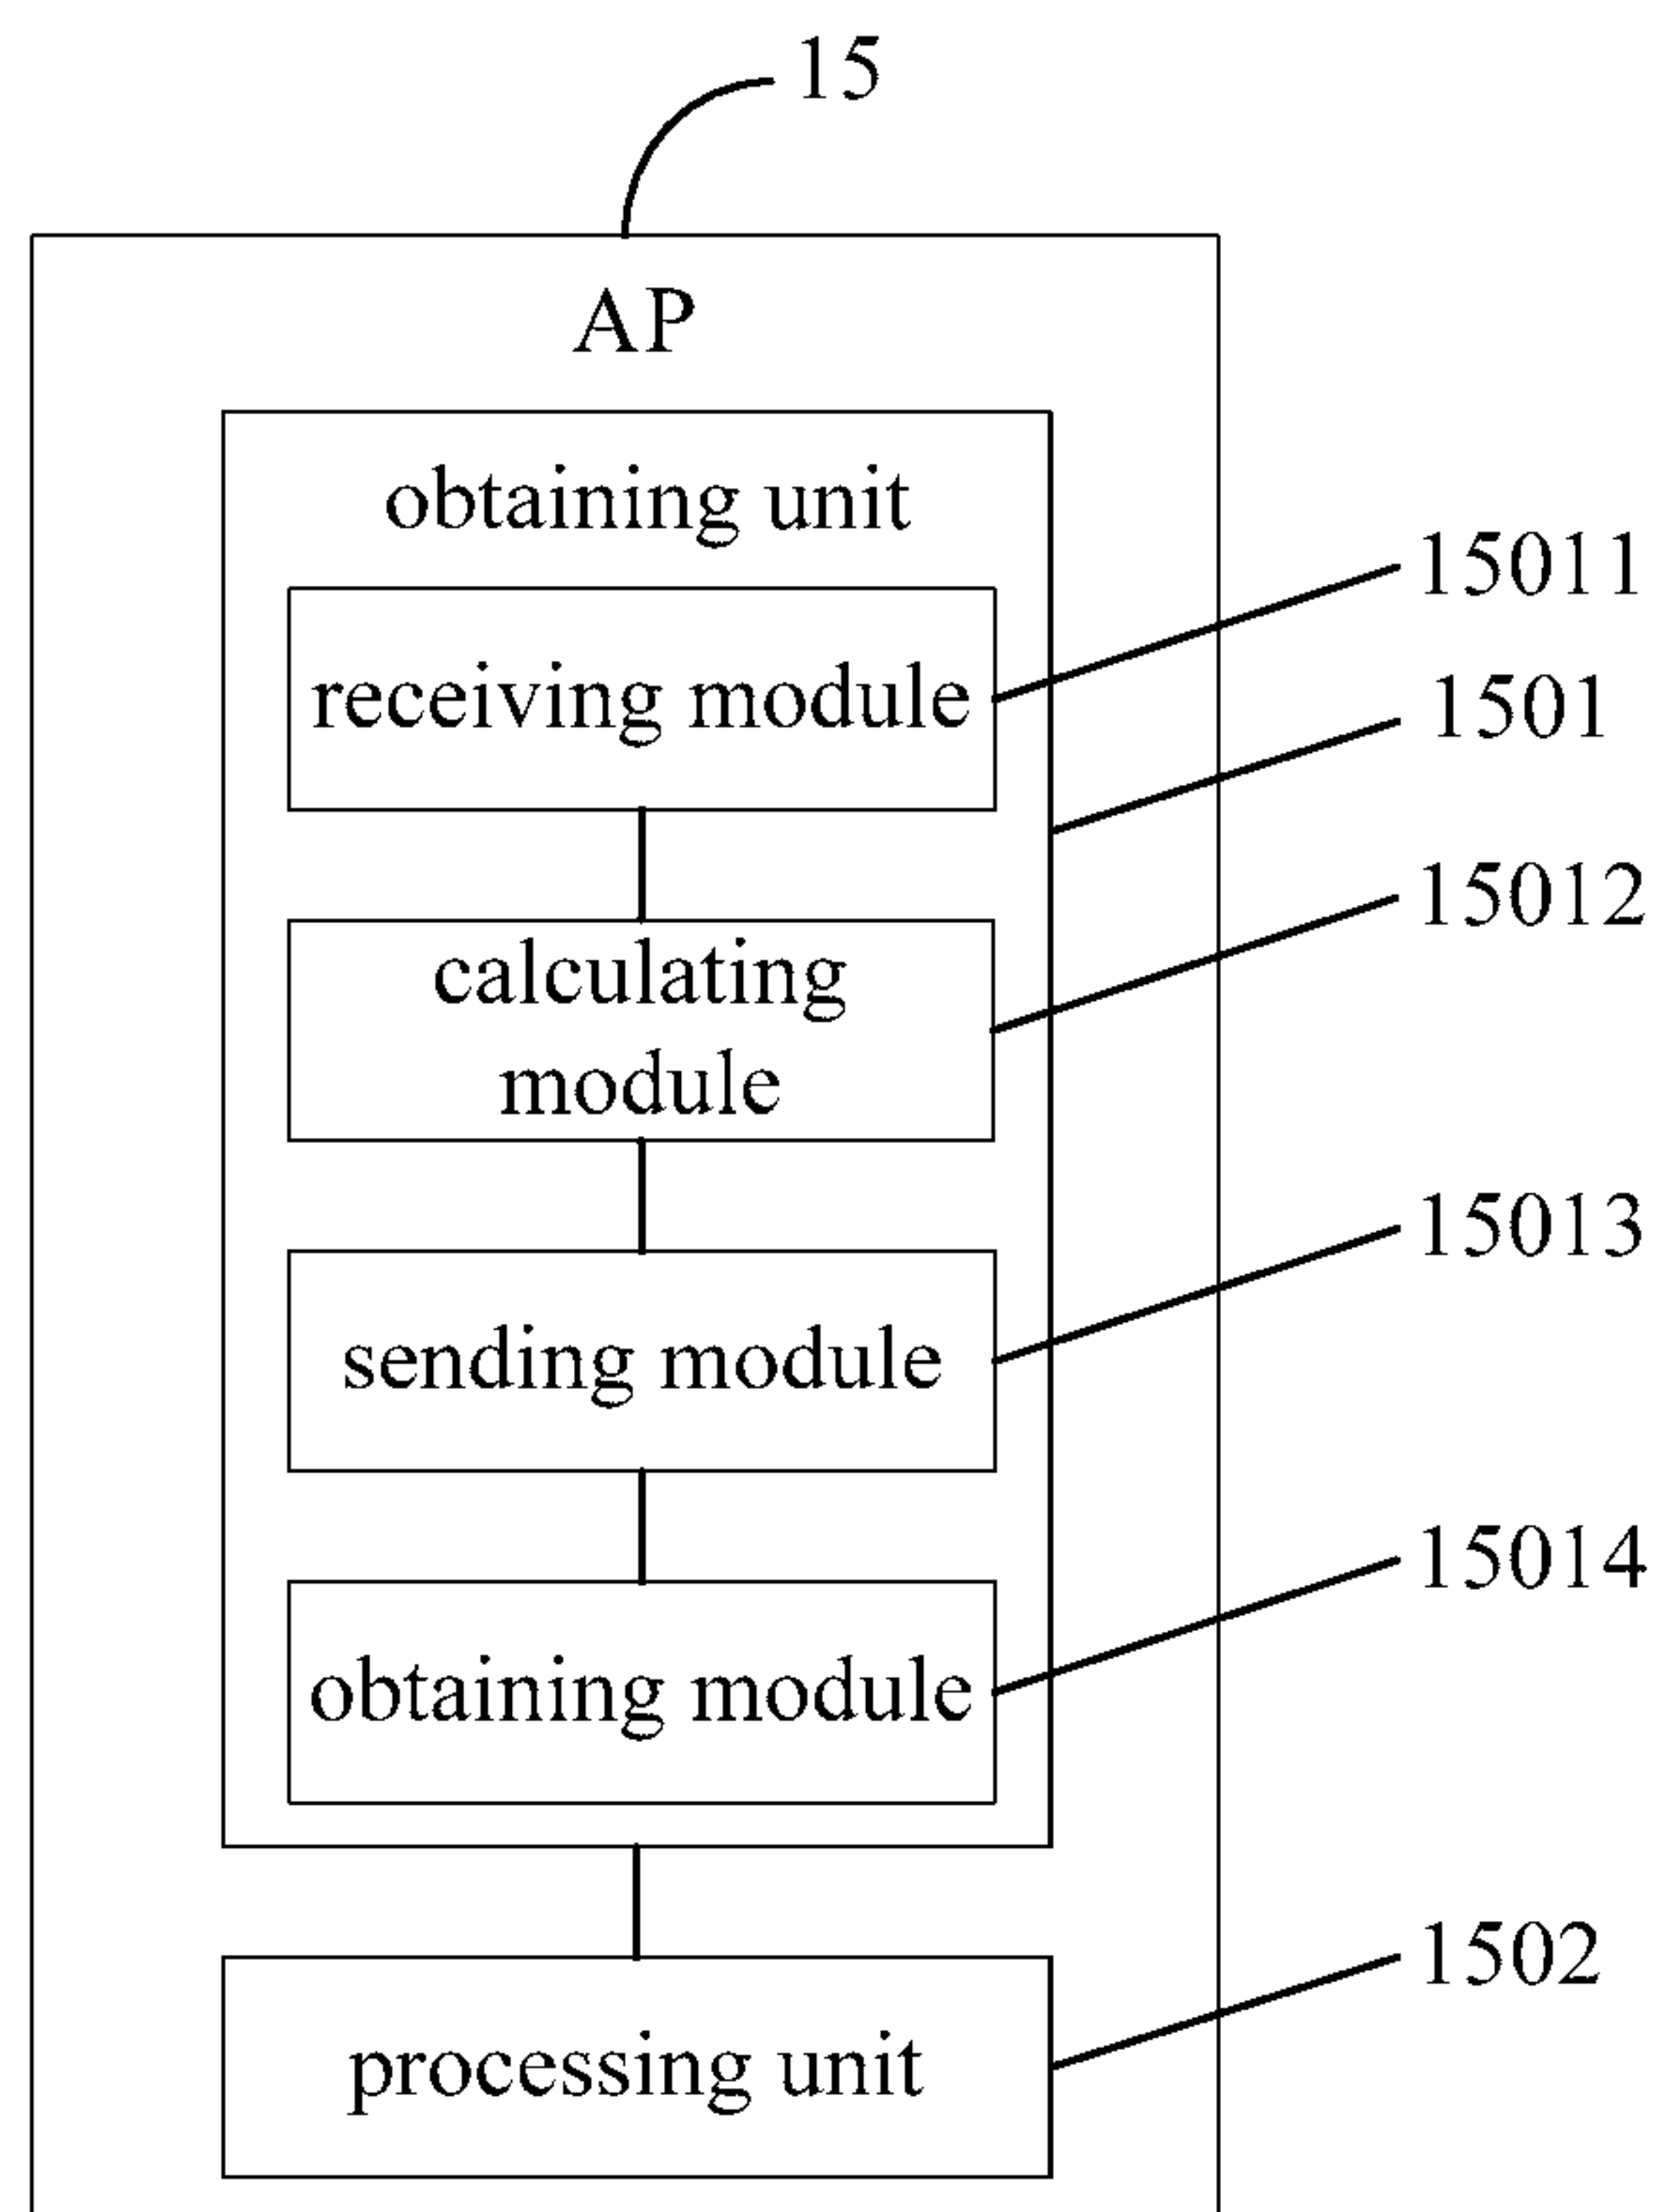 15
AP
obtaining unit
15011
receiving module
1501
15012
calculating
module
15013
sending module
15014
obtaining module
1502
processing unit